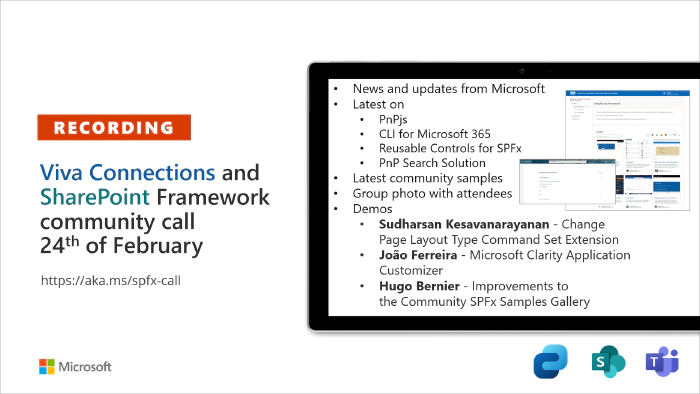 RECORDING
Viva Connections and
SharePoint Framework
community call
24th of February
https://aka.ms/spfx-call
Microsoft
• News and updates from Microsoft
• Latest on
• PnPjs
• CLI for Microsoft 365
• Reusable Controls for SPFx
• PnP Search Solution
• Latest community samples
• Group photo with attendees
• Demos
• Sudharsan Kesavanarayanan - Change
Page Layout Type Command Set Extension
• João Ferreira - Microsoft Clarity Application
Customizer
• Hugo Bernier - Improvements to
the Community SPFx Samples Gallery
S
T